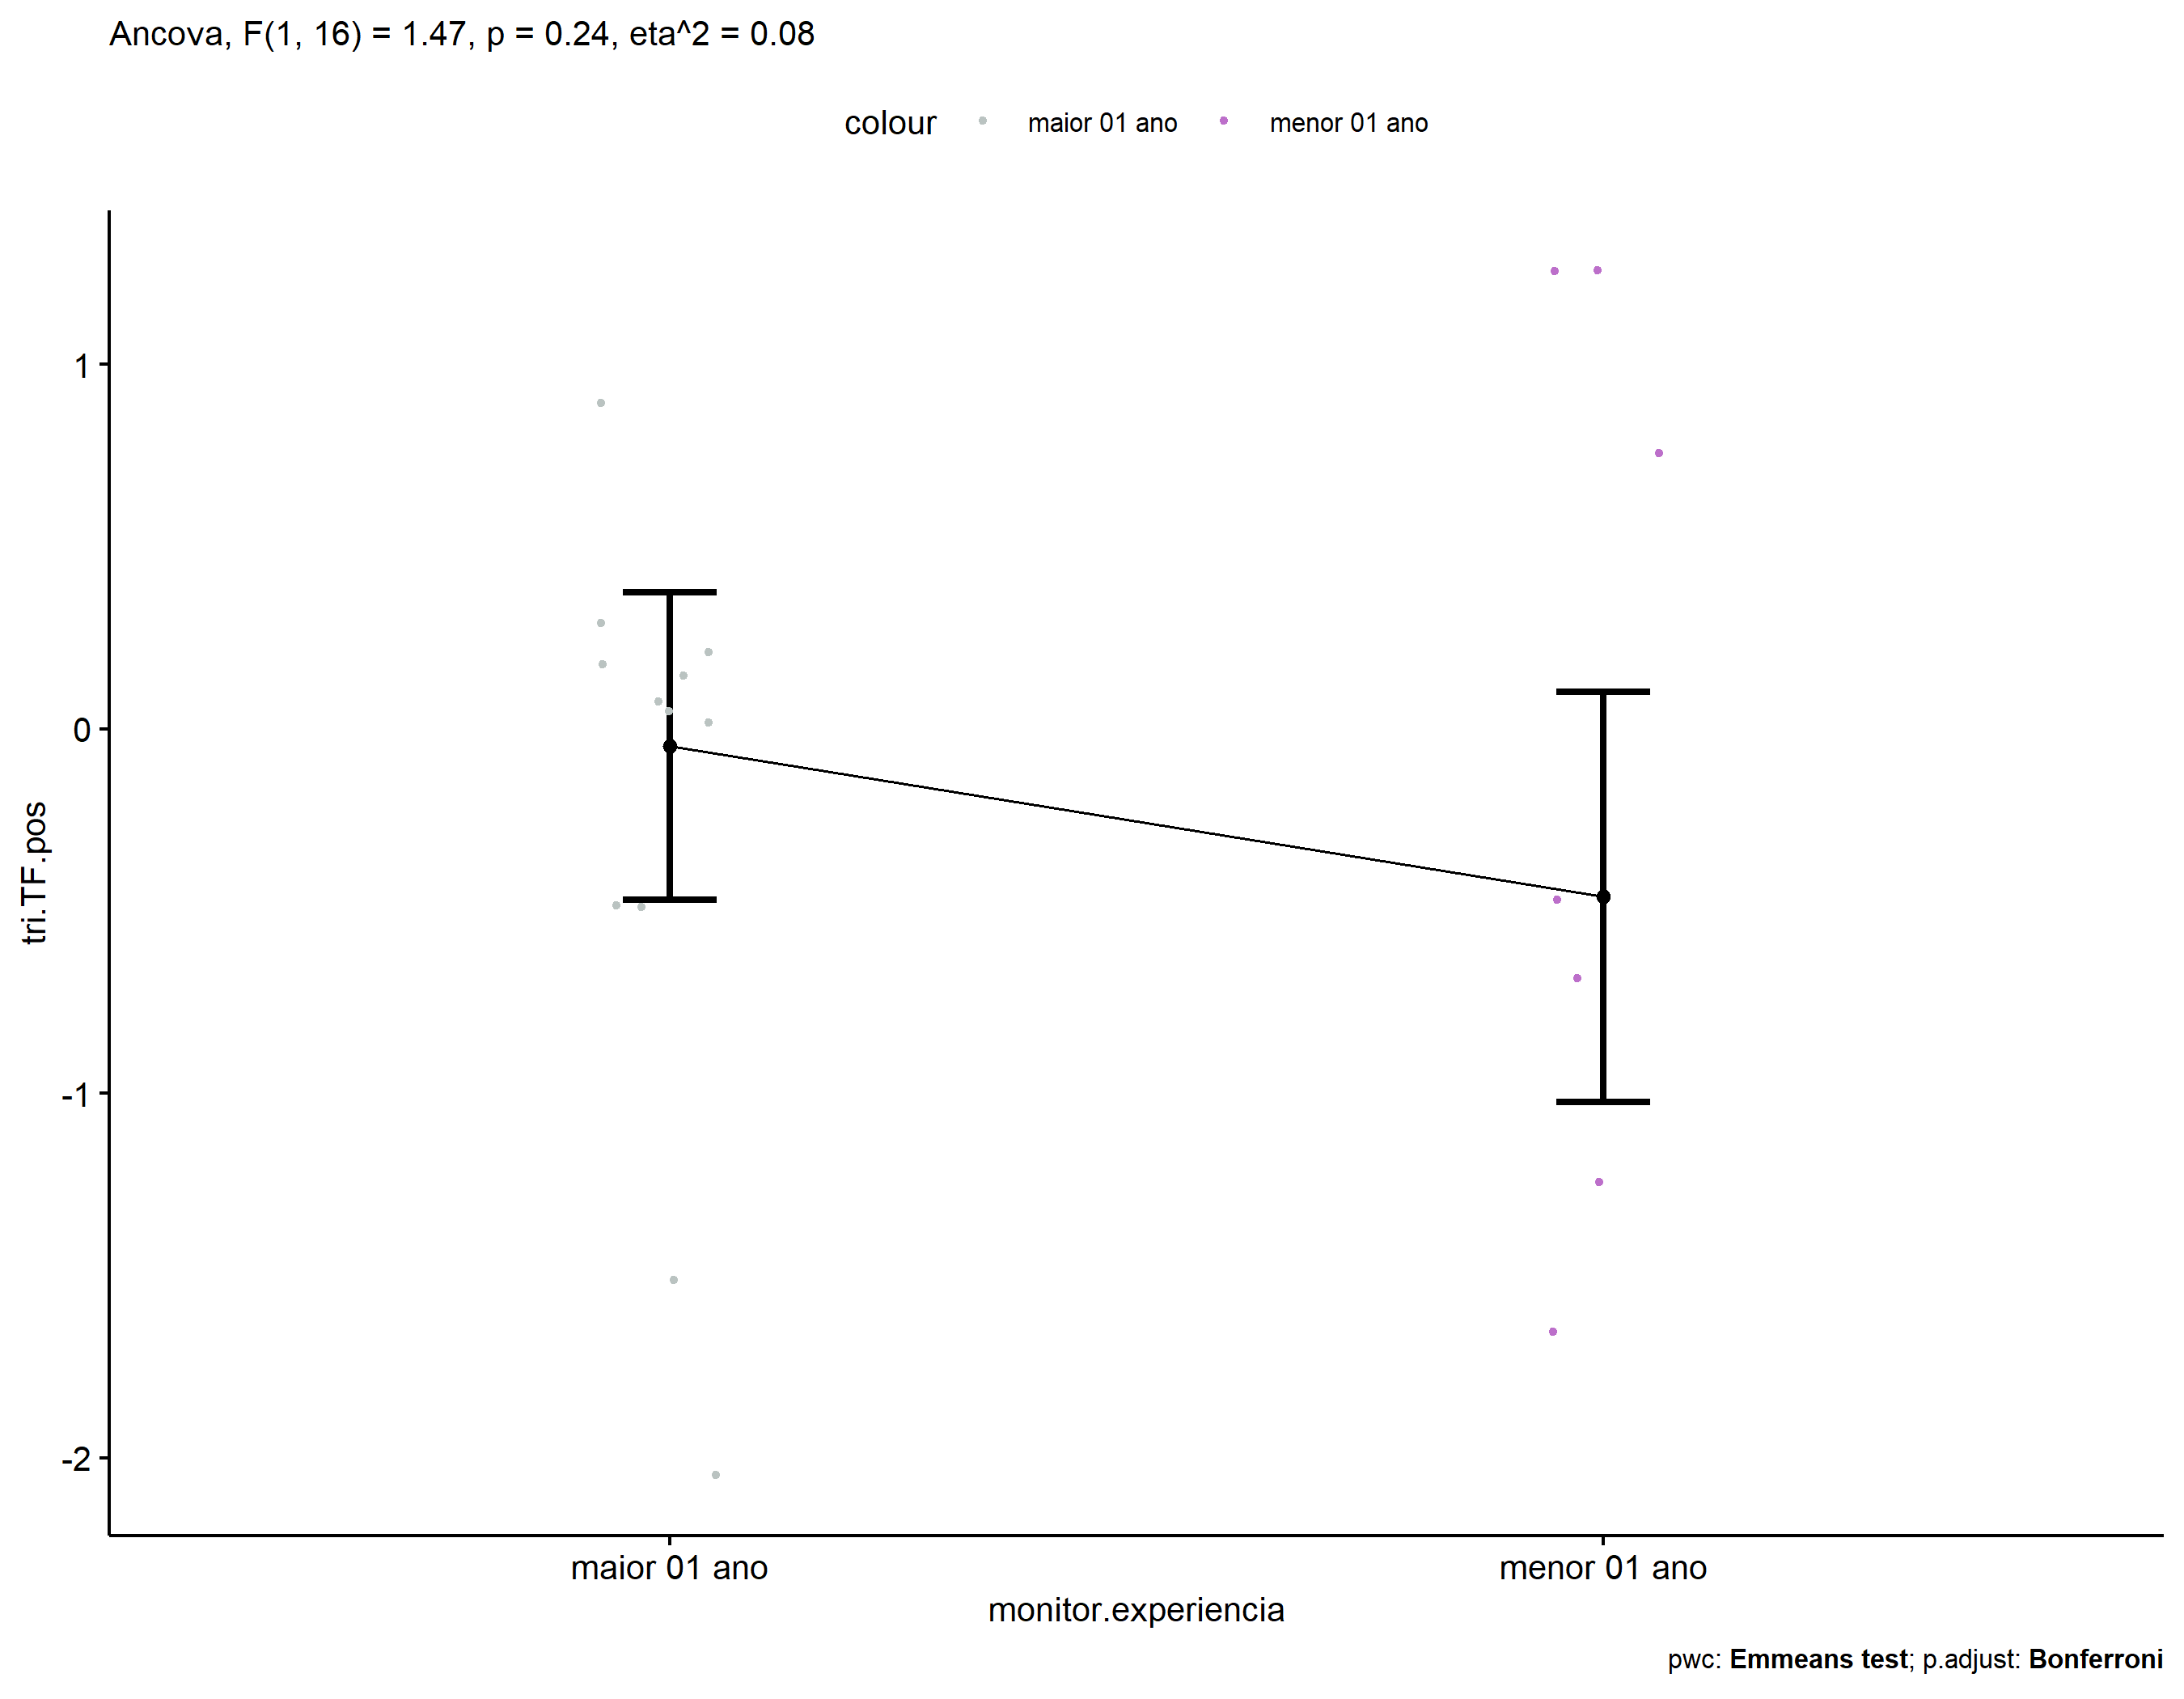 Ancova, F(1, 16) = 1.47, p = 0.24, eta^2 = 0.08
colour maior 01 ano menor 01 ano
1
0
-1
-2
tri.TF.pos
maior 01 ano menor 01 ano
monitor.experiencia
pwc: Emmeans test; p.adjust: Bonferroni